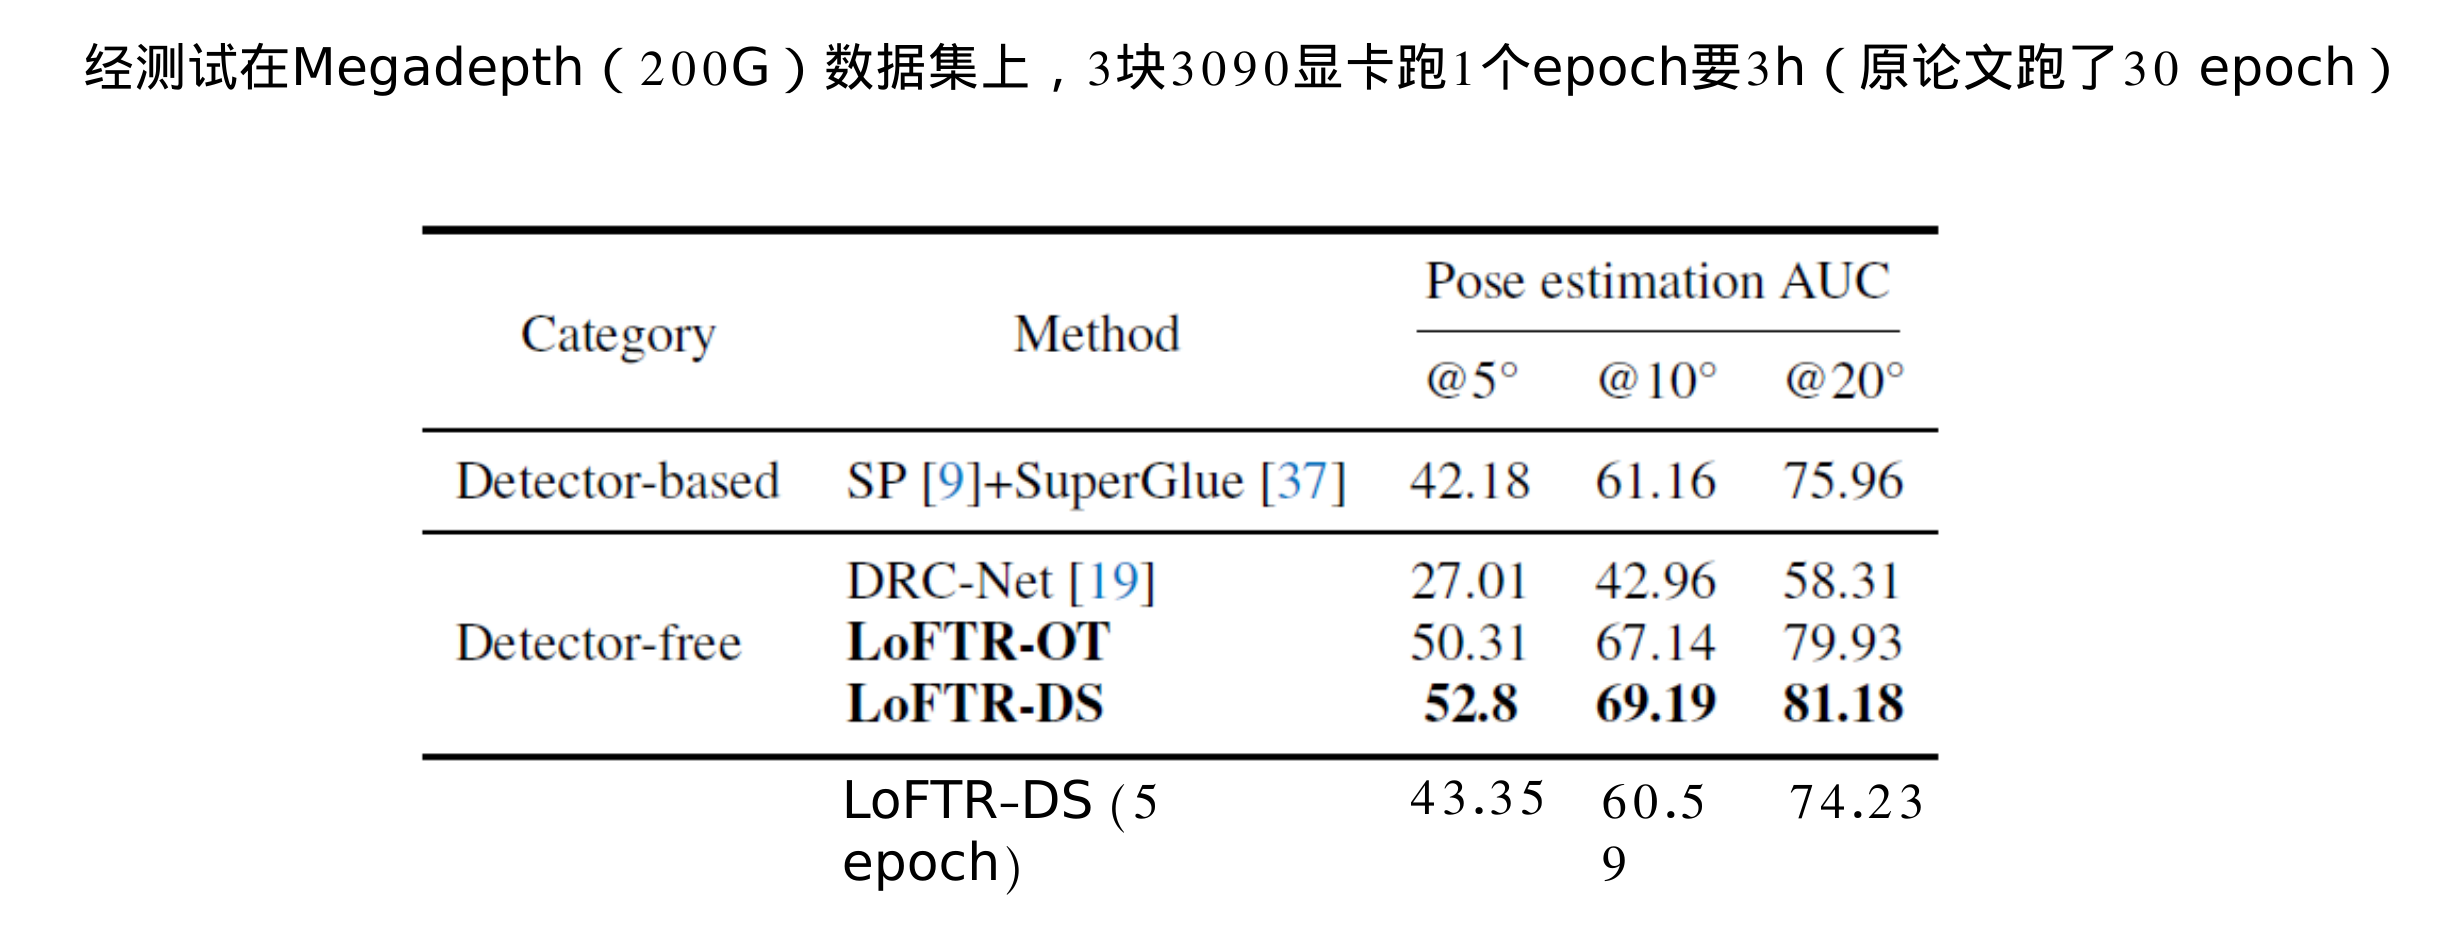 经测试在Megadepth（200G）数据集上，3块3090显卡跑1个epoch要3h（原论文跑了30 epoch）
Pose estimation AUC
Category Method
@5° @10° @20°
Detector-based SP [9]+SuperGlue [37] 42.18 61.16 75.96
DRC-Net [19] 27.01 42.96 58.31
Detector-free LoFTR-OT 50.31 67.14 79.93
LoFTR-DS 52.8 69.19 81.18
LoFTR-DS (5 43.35 60.5 74.23
epoch) 9